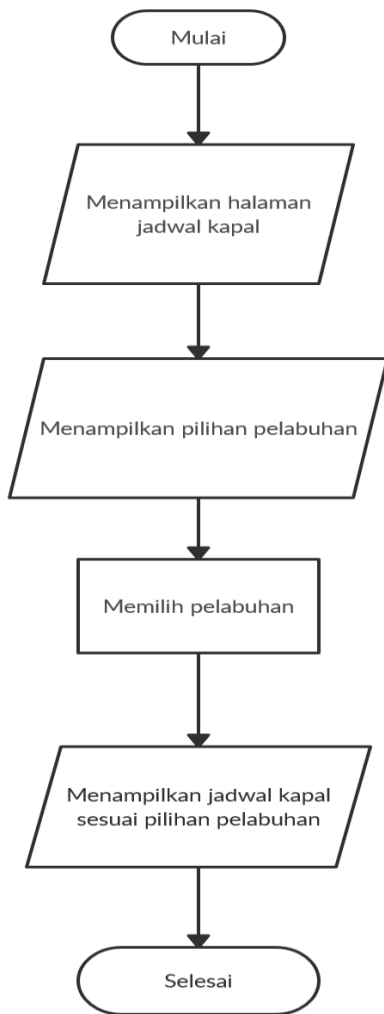 Mulai
Menampilkan halaman
jadwal kapal
Menampilkan pilihan pelabuhan
Memilih pelabuhan
Menampilkan jadwal kapal
sesuai pilihan pelabuhan
Selesai